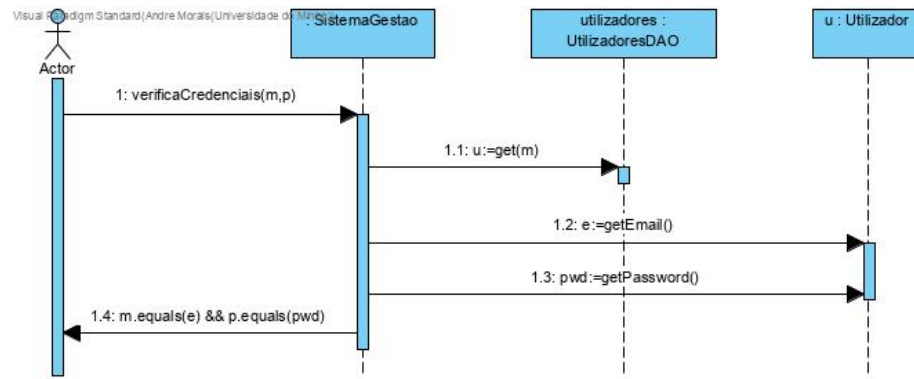 Visual Paradigm Standard(Andre Morais(Universidade do Minho))
: SistemaGestao
utilizadores :
UtilizadoresDAO
u : Utilizador
Actor
1: verificaCredenciais(m,p)
1.1: u:=get(m)
1.2: e:=getEmail()
1.3: pwd:=getPassword()
1.4: m.equals(e) && p.equals(pwd)